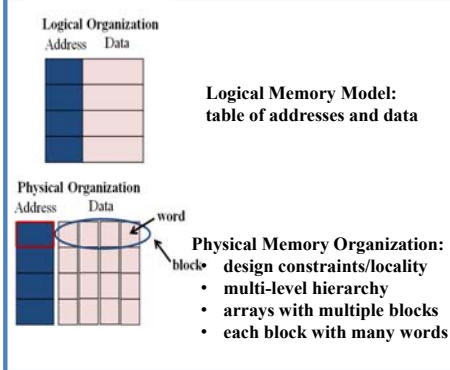 Logical Organization
Address Data
Logical Memory Model:
table of addresses and data
Physical Organization
Address Data
word
block
Physical Memory Organization:
• design constraints/locality
• multi-level hierarchy
• arrays with multiple blocks
• each block with many words